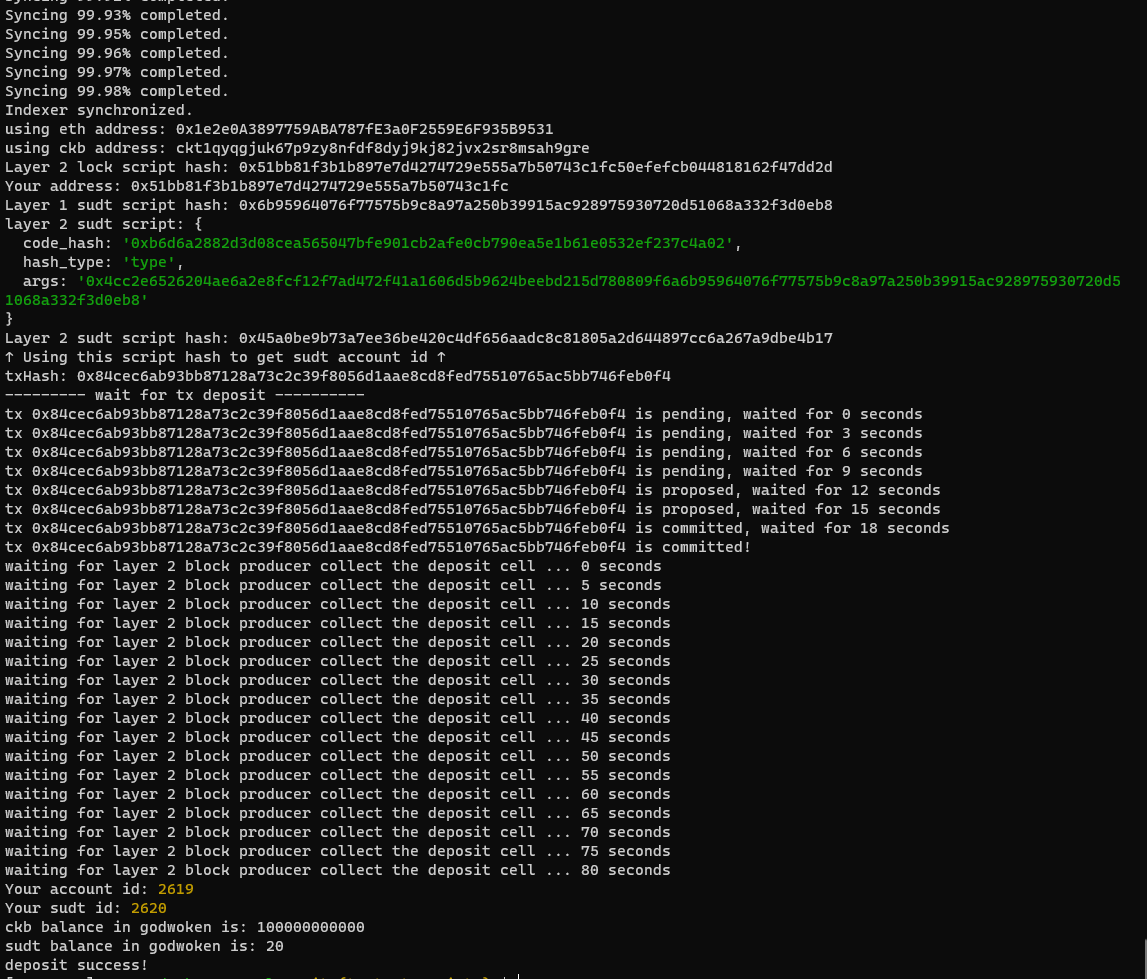 Syncing 99.93% completed.
Syncing 99.95% completed.
Syncing 99.96% completed.
Syncing 99.97% completed.
Syncing 99.98% completed.
Indexer synchronized.
using eth address: 0x1e2e0A3897759ABA787fE3a0F2559E6F935B9531
using ckb address: ckt1qyqgjuk67p9zy8nfdf8dyj9kj82jvx2sr8msah9gre
Layer 2 lock script hash: 0x51bb81f3b1b897e7d4274729e555a7b50743c1fc50efefcb044818162f47dd2d
Your address: 0x51bb81f3b1b897e7d4274729e555a7b50743c1fc
Layer 1 sudt script hash: 0x6b95964076f77575b9c8a97a250b39915ac928975930720d51068a332f3d0eb8
layer 2 sudt script: {
  code_hash: '0xb6d6a2882d3d08cea565047bfe901cb2afe0cb790ea5e1b61e0532ef237c4a02',
  hash_type: 'type',
  args: '0x4cc2e6526204ae6a2e8fcf12f7ad472f41a1606d5b9624beebd215d780809f6a6b95964076f77575b9c8a97a250b39915ac928975930720d5
1068a332f3d0eb8'
}
Layer 2 sudt script hash: 0x45a0be9b73a7ee36be420c4df656aadc8c81805a2d644897cc6a267a9dbe4b17
↑ Using this script hash to get sudt account id ↑
txHash: 0x84cec6ab93bb87128a73c2c39f8056d1aae8cd8fed75510765ac5bb746feb0f4
--------- wait for tx deposit ----------
tx 0x84cec6ab93bb87128a73c2c39f8056d1aae8cd8fed75510765ac5bb746feb0f4 is pending, waited for 0 seconds
tx 0x84cec6ab93bb87128a73c2c39f8056d1aae8cd8fed75510765ac5bb746feb0f4 is pending, waited for 3 seconds
tx 0x84cec6ab93bb87128a73c2c39f8056d1aae8cd8fed75510765ac5bb746feb0f4 is pending, waited for 6 seconds
tx 0x84cec6ab93bb87128a73c2c39f8056d1aae8cd8fed75510765ac5bb746feb0f4 is pending, waited for 9 seconds
tx 0x84cec6ab93bb87128a73c2c39f8056d1aae8cd8fed75510765ac5bb746feb0f4 is proposed, waited for 12 seconds
tx 0x84cec6ab93bb87128a73c2c39f8056d1aae8cd8fed75510765ac5bb746feb0f4 is proposed, waited for 15 seconds
tx 0x84cec6ab93bb87128a73c2c39f8056d1aae8cd8fed75510765ac5bb746feb0f4 is committed, waited for 18 seconds
tx 0x84cec6ab93bb87128a73c2c39f8056d1aae8cd8fed75510765ac5bb746feb0f4 is committed!
waiting for layer 2 block producer collect the deposit cell ... 0 seconds
waiting for layer 2 block producer collect the deposit cell ... 5 seconds
waiting for layer 2 block producer collect the deposit cell ... 10 seconds
waiting for layer 2 block producer collect the deposit cell ... 15 seconds
waiting for layer 2 block producer collect the deposit cell ... 20 seconds
waiting for layer 2 block producer collect the deposit cell ... 25 seconds
waiting for layer 2 block producer collect the deposit cell ... 30 seconds
waiting for layer 2 block producer collect the deposit cell ... 35 seconds
waiting for layer 2 block producer collect the deposit cell ... 40 seconds
waiting for layer 2 block producer collect the deposit cell ... 45 seconds
waiting for layer 2 block producer collect the deposit cell ... 50 seconds
waiting for layer 2 block producer collect the deposit cell ... 55 seconds
waiting for layer 2 block producer collect the deposit cell ... 60 seconds
waiting for layer 2 block producer collect the deposit cell ... 65 seconds
waiting for layer 2 block producer collect the deposit cell ... 70 seconds
waiting for layer 2 block producer collect the deposit cell ... 75 seconds
waiting for layer 2 block producer collect the deposit cell ... 80 seconds
Your account id: 2619
Your sudt id: 2620
ckb balance in godwoken is: 100000000000
sudt balance in godwoken is: 20
deposit success!